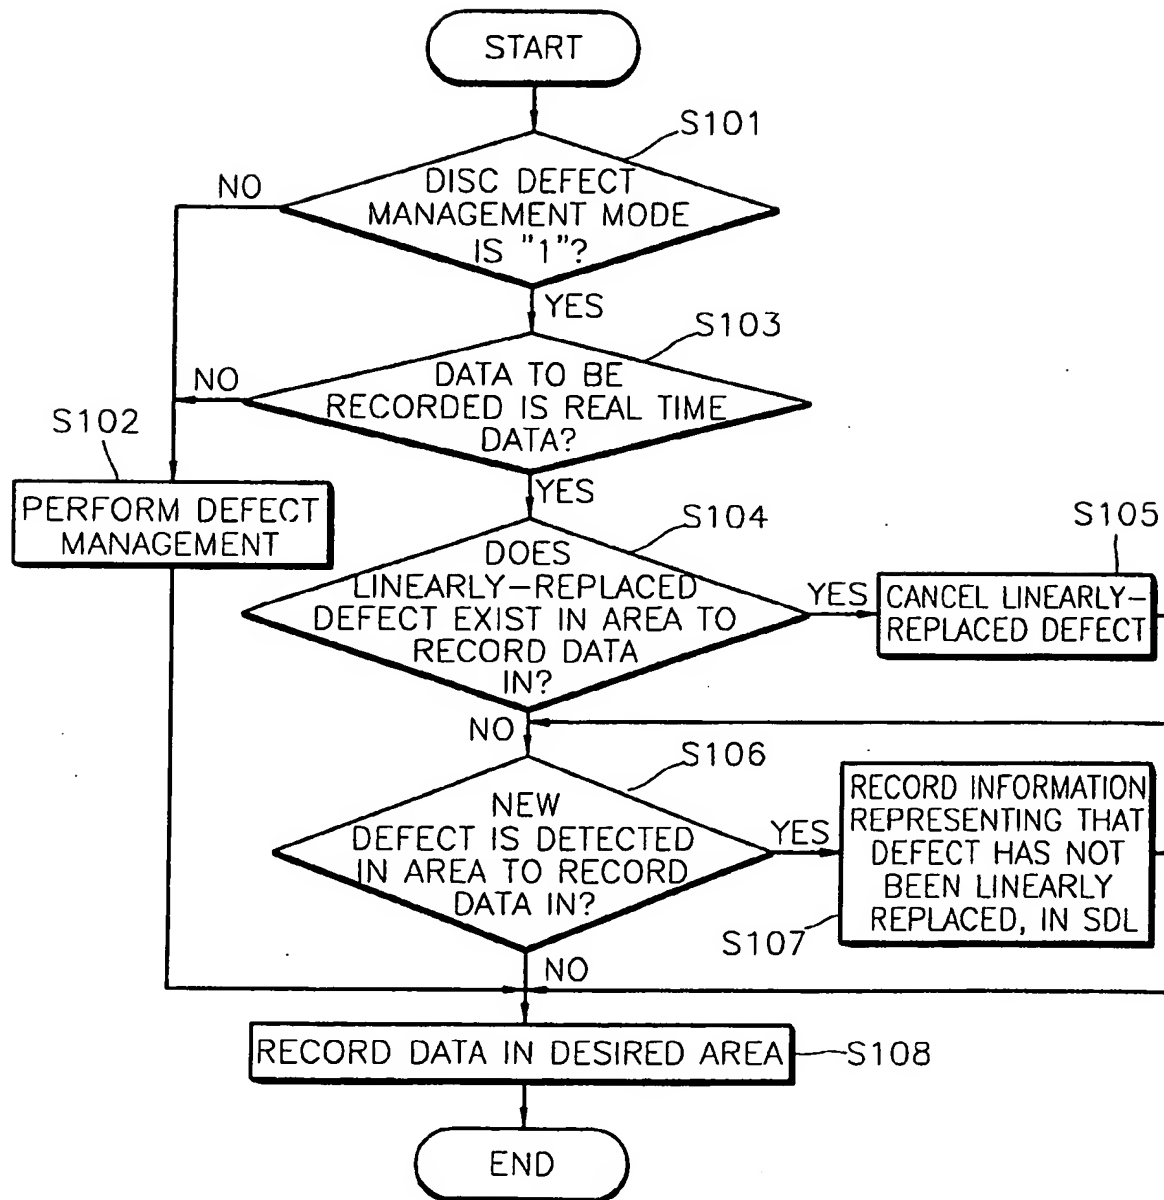 START
S101
DISC DEFECT
MANAGEMENT MODE
IS "1"?
NO
YES
S103
DATA TO BE
RECORDED IS REAL TIME
DATA?
NO
YES
S102
PERFORM DEFECT
MANAGEMENT
S104
DOES
LINEARLY-REPLACED
DEFECT EXIST IN AREA TO
RECORD DATA
IN?
YES
S105
CANCEL LINEARLY-
REPLACED DEFECT
NO
S106
NEW
DEFECT IS DETECTED
IN AREA TO RECORD
DATA IN?
YES
RECORD INFORMATION
REPRESENTING THAT
DEFECT HAS NOT
BEEN LINEARLY
REPLACED, IN SDL
S107
NO
RECORD DATA IN DESIRED AREA
S108
END